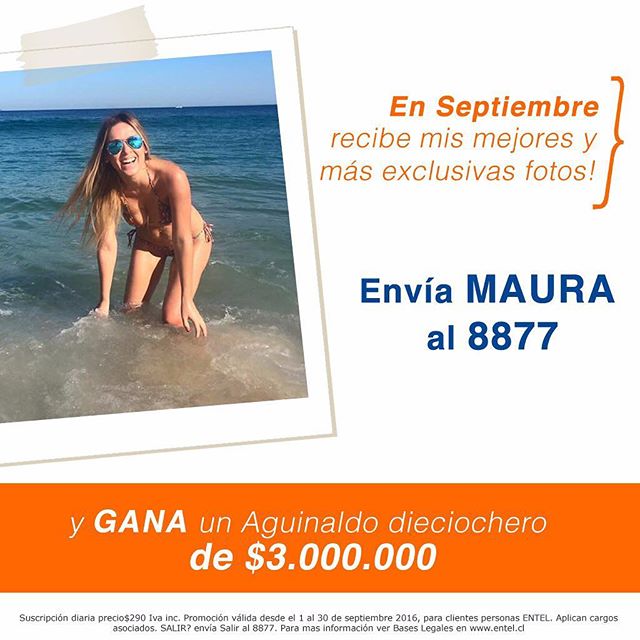 En Septiembre
recibe mis mejores y
más exclusivas fotos!
Envía MAURA
al 8877
y GANA un Aguinaldo dieciochero
de $3.000.000
Suscripción diaria precio$290 Iva inc. Promoción válida desde el 1 al 30 de septiembre 2016, para clientes personas ENTEL. Aplican cargos
asociados. SALIR? envía Salir al 8877. Para mas información ver Bases Legales en www.entel.cl